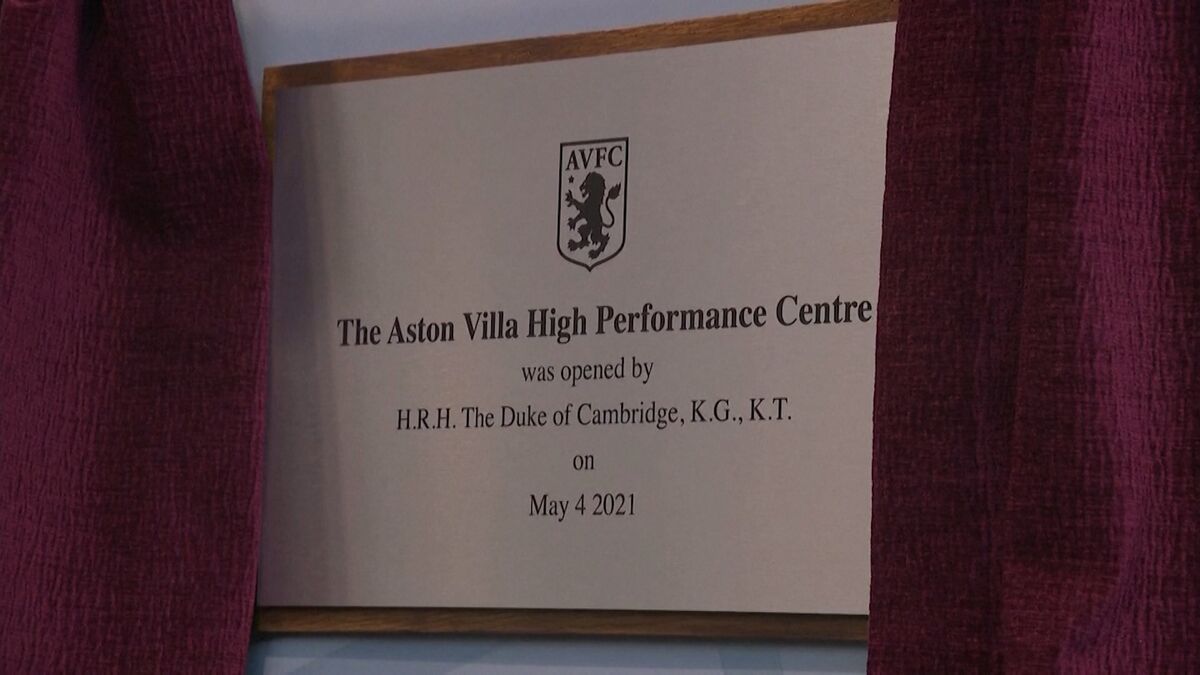 AVFC
The Aston Villa High Performance Centre
was opened by
H.R.H. The Duke of Cambridge, K.G., K.T.
on
May 4 2021